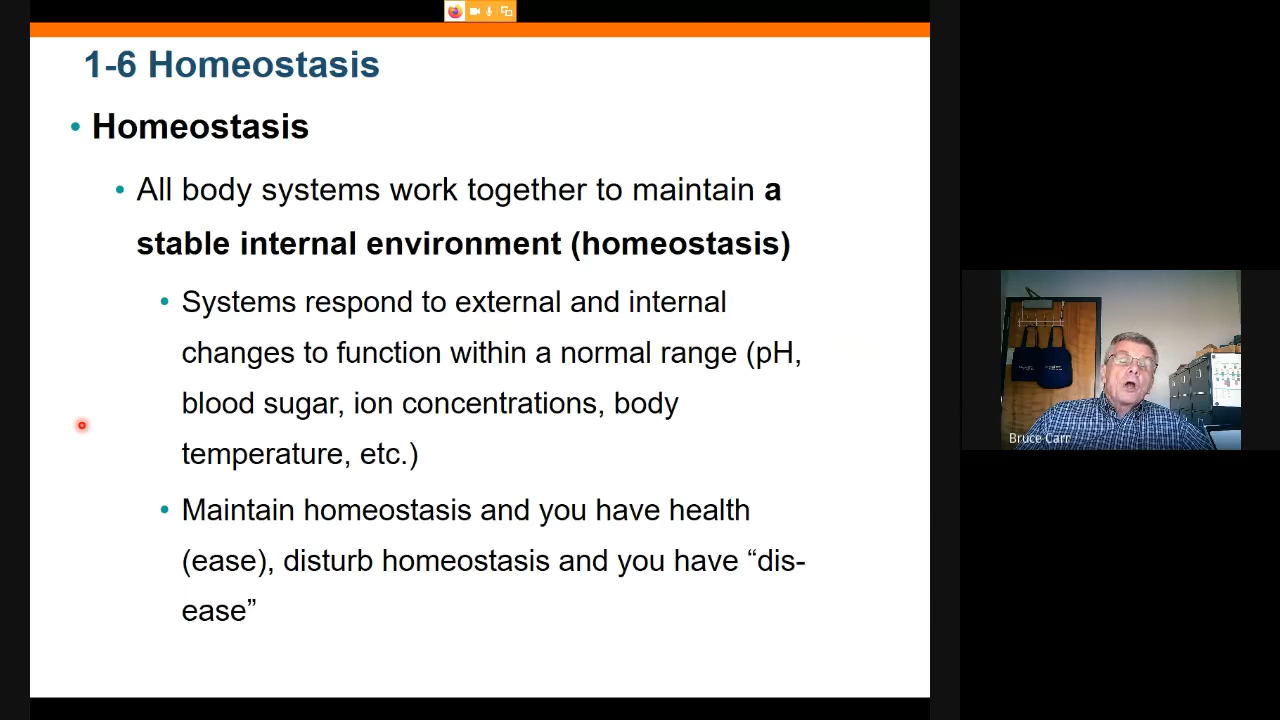 1-6 Homeostasis
• Homeostasis
• All body systems work together to maintain a
stable internal environment (homeostasis)
• Systems respond to external and internal
changes to function within a normal range (pH,
blood sugar, ion concentrations, body
temperature, etc.)
• Maintain homeostasis and you have health
(ease), disturb homeostasis and you have “dis-
ease”
Bruce Carr